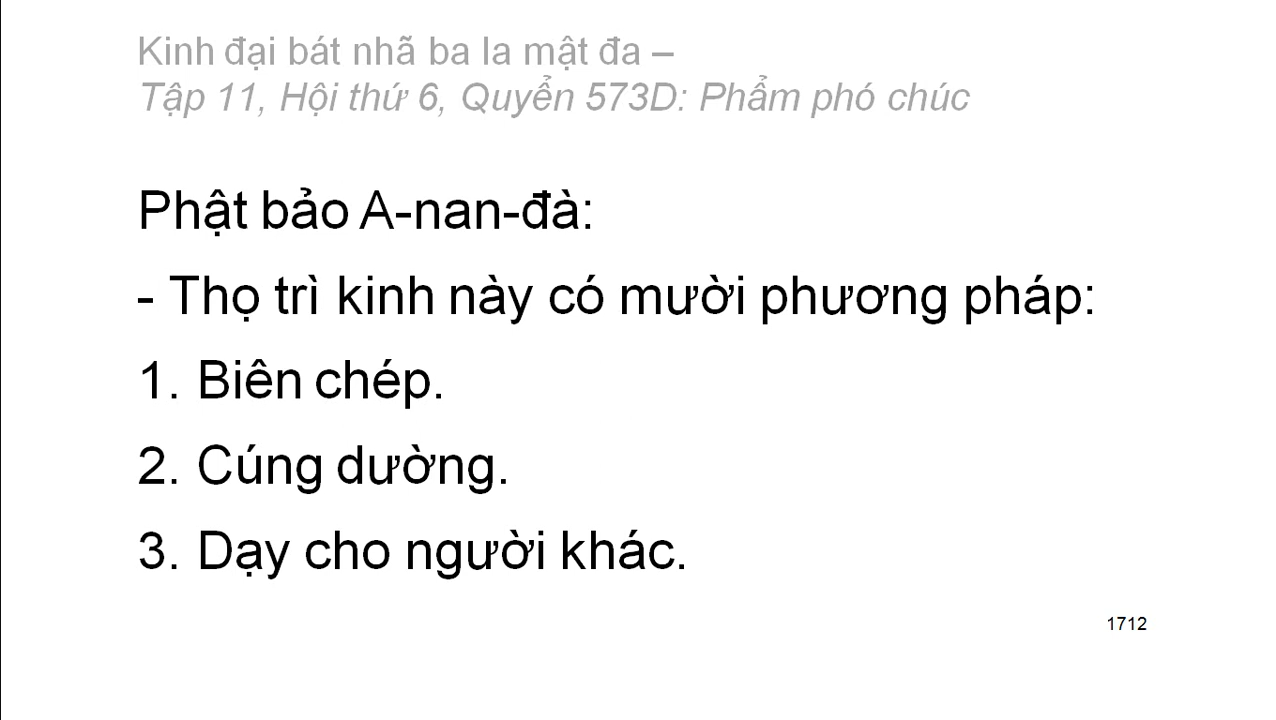 Kinh đại bát nhã ba la mật đa –
Tập 11, Hội thứ 6, Quyển 573D: Phẩm phó chúc
Phật bảo A-nan-đà:
- Thọ trì kinh này có mười phương pháp:
1. Biên chép.
2. Cúng dường.
3. Dạy cho người khác.
1712